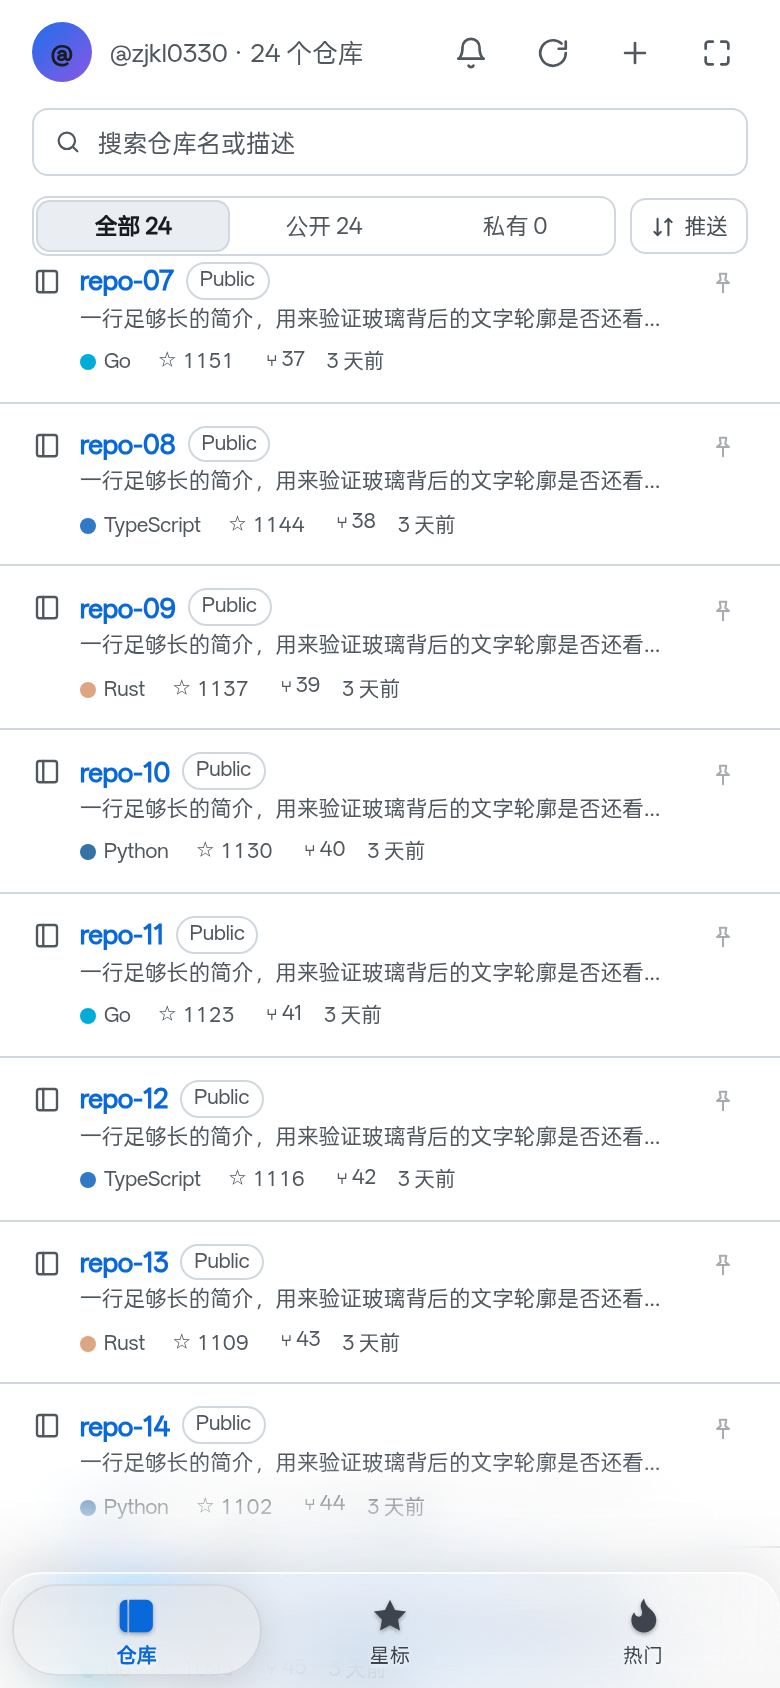 @ @zjkl0330 · 24 个仓库
搜索仓库名或描述
全部 24 公开 24 私有 0 推送
repo-07 Public
一行足够长的简介，用来验证玻璃背后的文字轮廓是否还看...
Go ☆ 1151 37 3 天前
repo-08 Public
一行足够长的简介，用来验证玻璃背后的文字轮廓是否还看...
TypeScript ☆ 1144 38 3 天前
repo-09 Public
一行足够长的简介，用来验证玻璃背后的文字轮廓是否还看...
Rust ☆ 1137 39 3 天前
repo-10 Public
一行足够长的简介，用来验证玻璃背后的文字轮廓是否还看...
Python ☆ 1130 40 3 天前
repo-11 Public
一行足够长的简介，用来验证玻璃背后的文字轮廓是否还看...
Go ☆ 1123 41 3 天前
repo-12 Public
一行足够长的简介，用来验证玻璃背后的文字轮廓是否还看...
TypeScript ☆ 1116 42 3 天前
repo-13 Public
一行足够长的简介，用来验证玻璃背后的文字轮廓是否还看...
Rust ☆ 1109 43 3 天前
repo-14 Public
一行足够长的简介，用来验证玻璃背后的文字轮廓是否还看...
Python ☆ 1102 44 3 天前
仓库 星标 热门